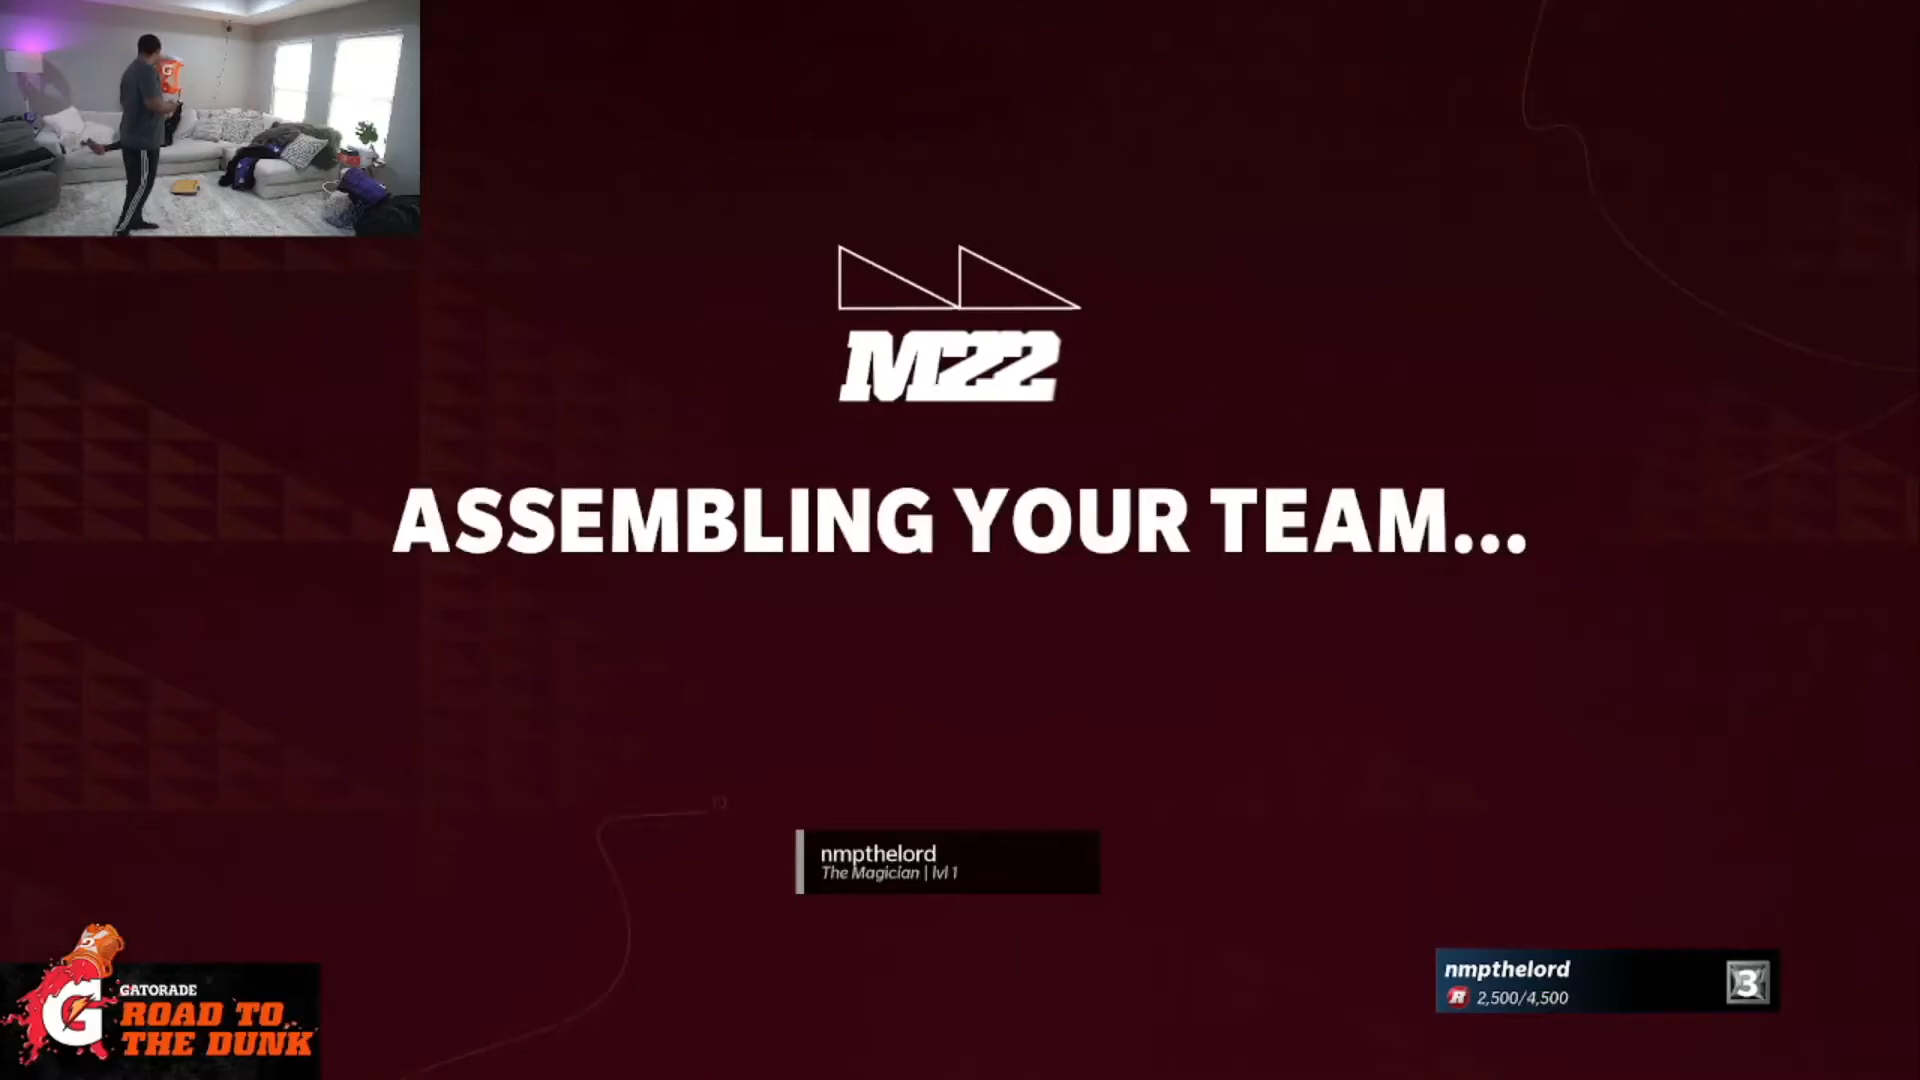 M22
ASSEMBLING YOUR TEAM...
nmpthelord
The Magician | lvl 1
GATORADE
G
ROAD TO
THE DUNK
nmpthelord
R 2,500/4,500
3
G